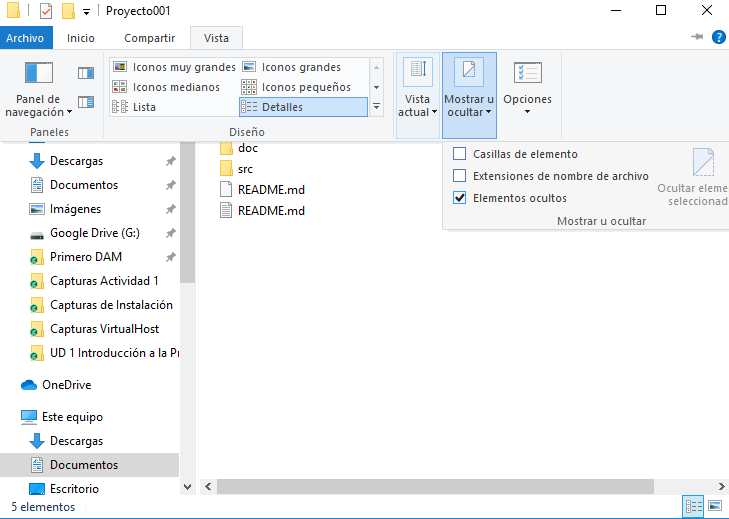 Proyecto001
Archivo Inicio Compartir Vista
Panel de navegación
Paneles
Iconos muy grandes Iconos grandes
Iconos medianos Iconos pequeños
Lista Detalles
Diseño
Vista actual
Mostrar u ocultar
Opciones
Casillas de elemento
Extensiones de nombre de archivo
Elementos ocultos
Ocultar eleme
seleccionad
Mostrar u ocultar
Descargas
Documentos
Imágenes
Google Drive (G:)
Primero DAM
Capturas Actividad 1
Capturas de Instalación
Capturas VirtualHost
UD 1 Introducción a la Pr
OneDrive
Este equipo
Descargas
Documentos
Escritorio
doc
src
README.md
README.md
5 elementos